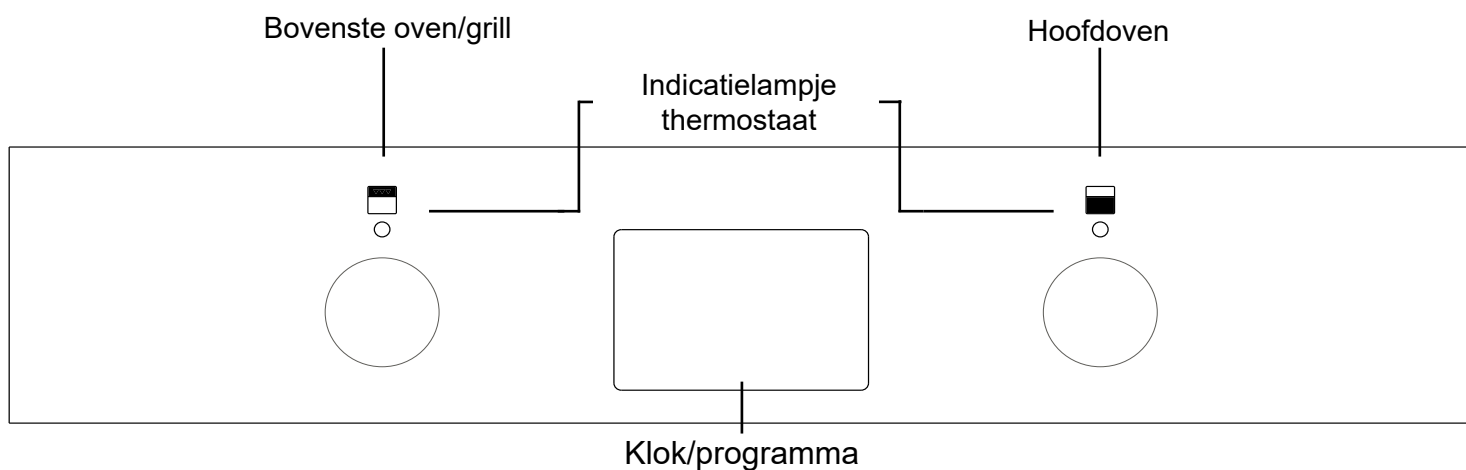 Bovenste oven/grill
Hoofdoven
Indicatielampje
thermostaat
Klok/programma